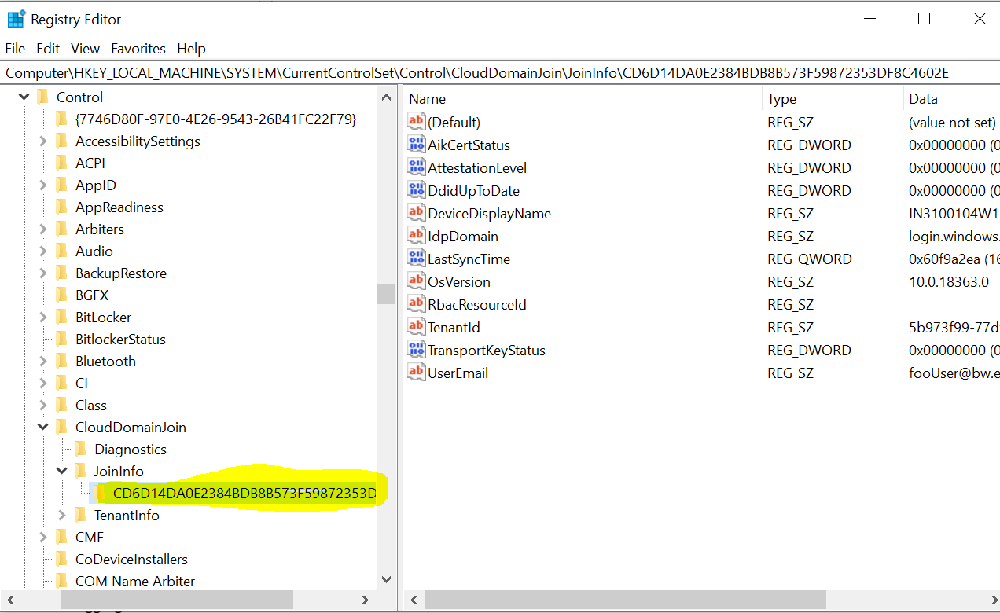 Registry Editor
File Edit View Favorites Help
Computer\HKEY_LOCAL_MACHINE\SYSTEM\CurrentControlSet\Control\CloudDomainJoin\JoinInfo\CD6D14DA0E2384BDB8B573F59872353DF8C4602E
Control
{7746D80F-97E0-4E26-9543-26B41FC22F79}
AccessibilitySettings
ACPI
AppID
AppReadiness
Arbiters
Audio
BackupRestore
BGFX
BitLocker
BitlockerStatus
Bluetooth
CI
Class
CloudDomainJoin
Diagnostics
JoinInfo
CD6D14DA0E2384BDB8B573F59872353D
TenantInfo
CMF
CoDeviceInstallers
COM Name Arbiter
Name Type Data
(Default) REG_SZ (value not set)
AikCertStatus REG_DWORD 0x00000000 (0
AttestationLevel REG_DWORD 0x00000000 (0
DdidUpToDate REG_DWORD 0x00000000 (0
DeviceDisplayName REG_SZ IN3100104W1
IdpDomain REG_SZ login.windows.
LastSyncTime REG_QWORD 0x60f9a2ea (16
OsVersion REG_SZ 10.0.18363.0
RbacResourceId REG_SZ
TenantId REG_SZ 5b973f99-77d
TransportKeyStatus REG_DWORD 0x00000000 (0
UserEmail REG_SZ fooUser@bw.e